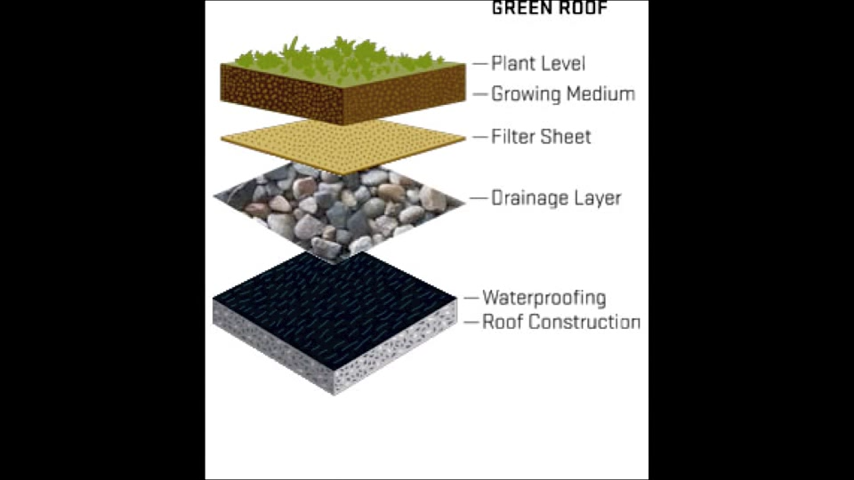 GREEN ROOF
Plant Level
Growing Medium
Filter Sheet
Drainage Layer
Waterproofing
Roof Construction